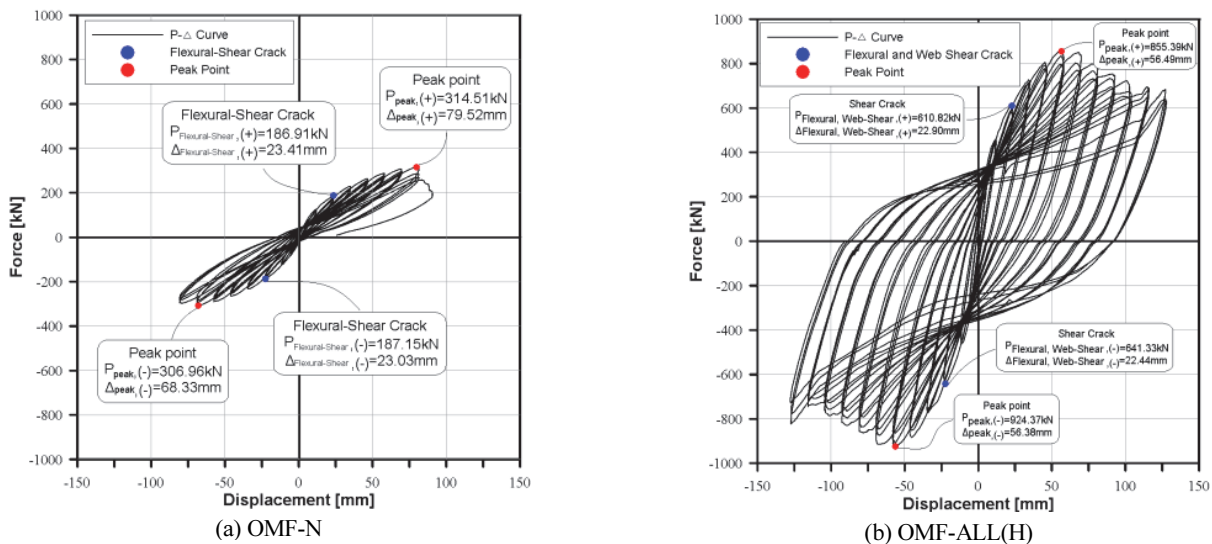 1000
800
600
400
200
0
-200
-400
-600
-800
-1000
Force [kN]
P-△ Curve
Flexural-Shear Crack
Peak Point
Peak point
Ppeak,(+)=314.51kN
Δpeak,(+)=79.52mm
Flexural-Shear Crack
PFlexural-Shear,(+)=186.91kN
ΔFlexural-Shear,(+)=23.41mm
Flexural-Shear Crack
PFlexural-Shear,(-)=187.15kN
ΔFlexural-Shear,(-)=23.03mm
Peak point
Ppeak,(-)=306.96kN
Δpeak,(-)=68.33mm
-150 -100 -50 0 50 100 150
Displacement [mm]
(a) OMF-N
1000
800
600
400
200
0
-200
-400
-600
-800
-1000
Force [kN]
P-△ Curve
Flexural and Web Shear Crack
Peak Point
Peak point
Ppeak,(+)=855.39kN
Δpeak,(+)=56.49mm
Shear Crack
PFlexural, Web-Shear,(+)=610.82kN
ΔFlexural, Web-Shear,(+)=22.90mm
Shear Crack
PFlexural, Web-Shear,(-)=641.33kN
ΔFlexural, Web-Shear,(-)=22.44mm
Peak point
Ppeak,(-)=924.37kN
Δpeak,(-)=56.38mm
-150 -100 -50 0 50 100 150
Displacement [mm]
(b) OMF-ALL(H)